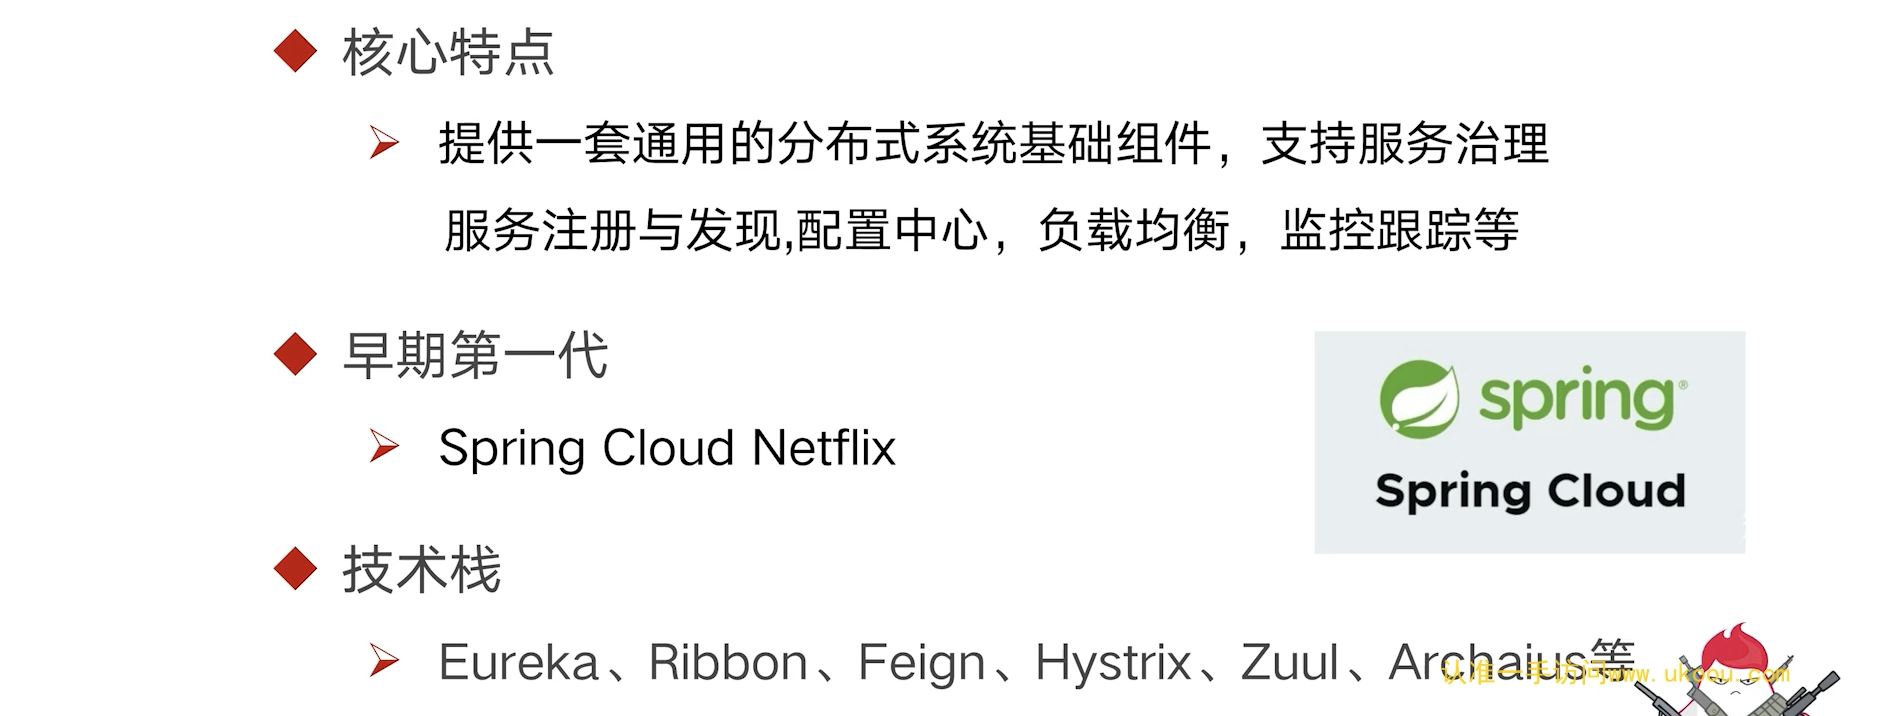 核心特点
提供一套通用的分布式系统基础组件，支持服务治理
服务注册与发现,配置中心，负载均衡，监控跟踪等
早期第一代
Spring Cloud Netflix
spring®
Spring Cloud
技术栈
Eureka、Ribbon、Feign、Hystrix、Zuul、Archaius等
认准一手访问www.ukoou.com